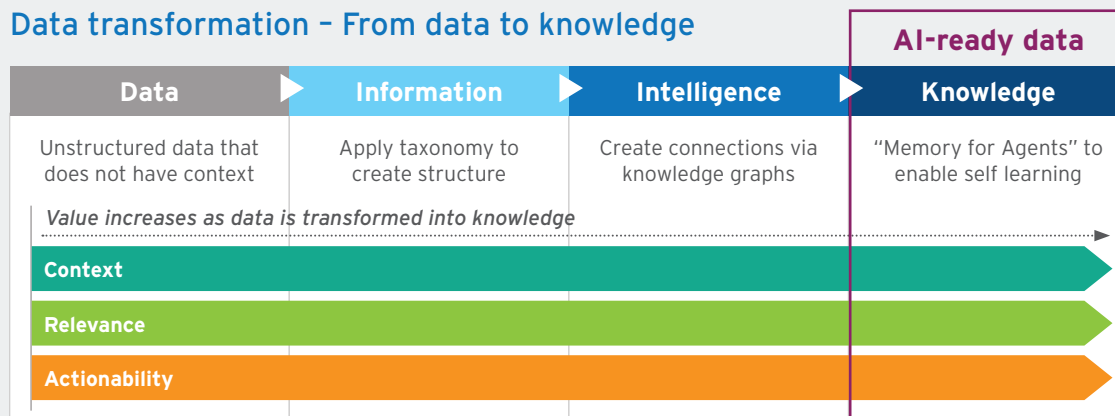 Data transformation – From data to knowledge
AI-ready data
Data
Information
Intelligence
Knowledge
Unstructured data that
does not have context
Apply taxonomy to
create structure
Create connections via
knowledge graphs
“Memory for Agents” to
enable self learning
Value increases as data is transformed into knowledge
Context
Relevance
Actionability